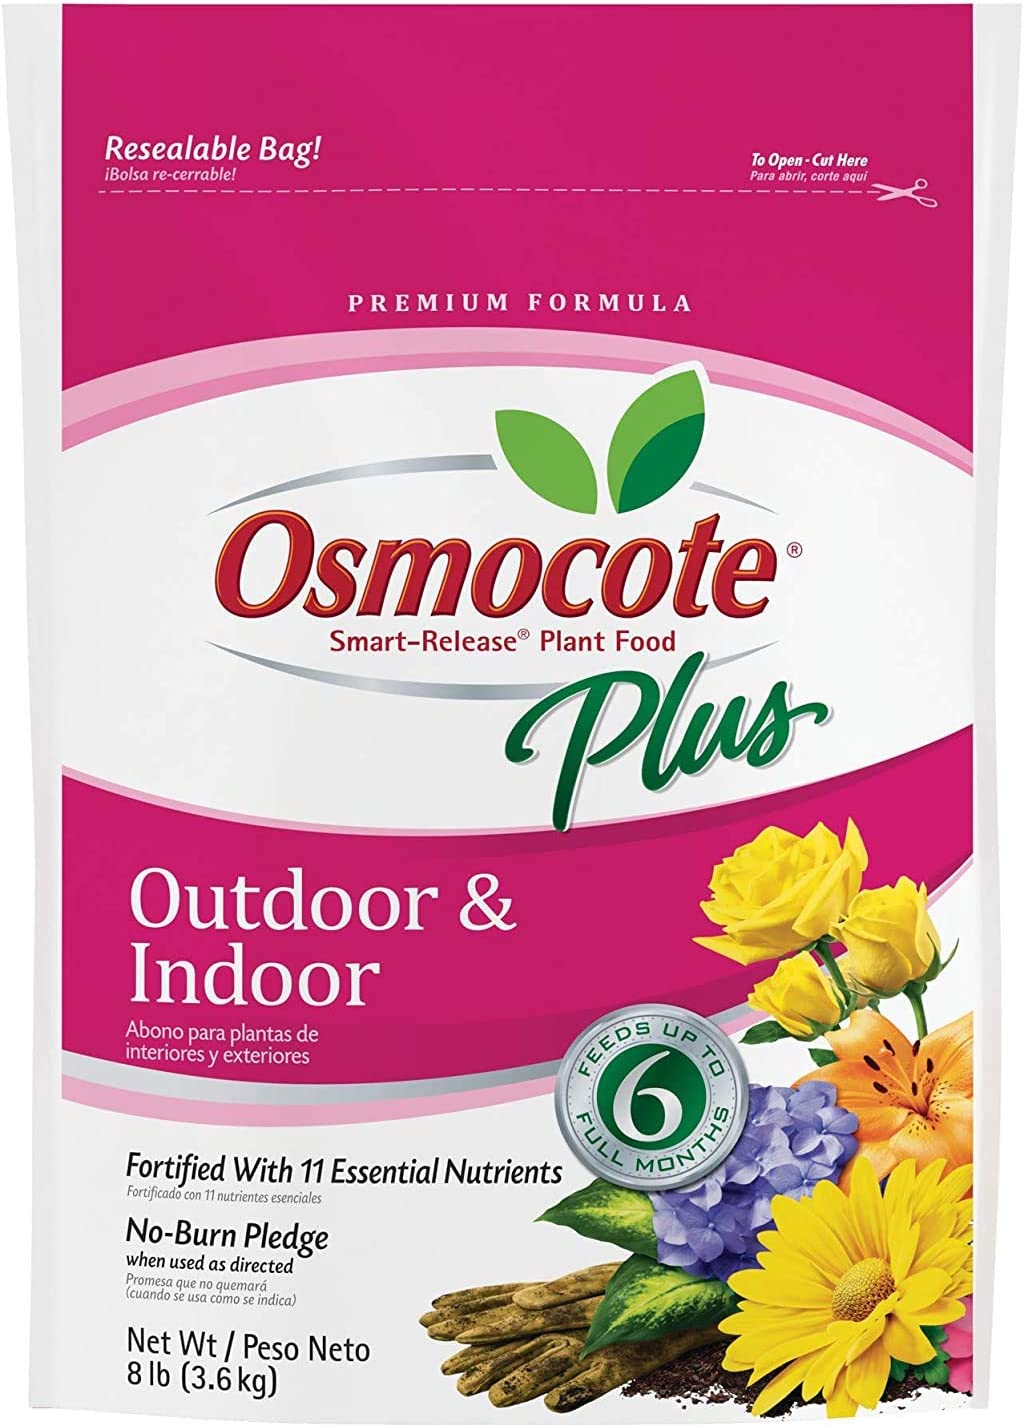 Resealable Bag!
¡Bolsa re-cerrable!
To Open - Cut Here
Para abrir, corte aquí
PREMIUM FORMULA
Osmocote®
Smart-Release® Plant Food
Plus
Outdoor &
Indoor
Abono para plantas de
interiores y exteriores
FEEDS UP TO
6
FULL MONTHS
Fortified With 11 Essential Nutrients
Fortificado con 11 nutrientes esenciales
No-Burn Pledge
when used as directed
Promesa que no quemará
(cuando se usa como se indica)
Net Wt / Peso Neto
8 lb (3.6 kg)